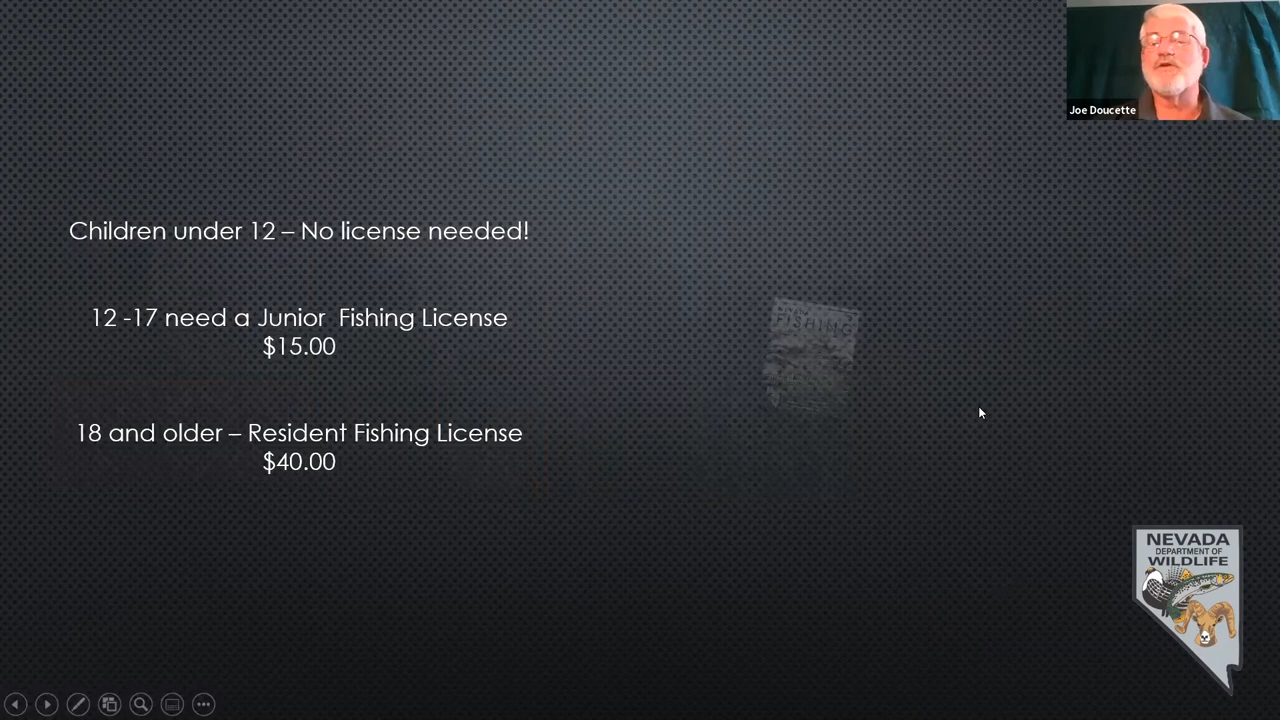 Joe Doucette
Children under 12 – No license needed!
12 -17 need a Junior  Fishing License
$15.00
FISHING
18 and older – Resident Fishing License
$40.00
NEVADA
DEPARTMENT OF
WILDLIFE